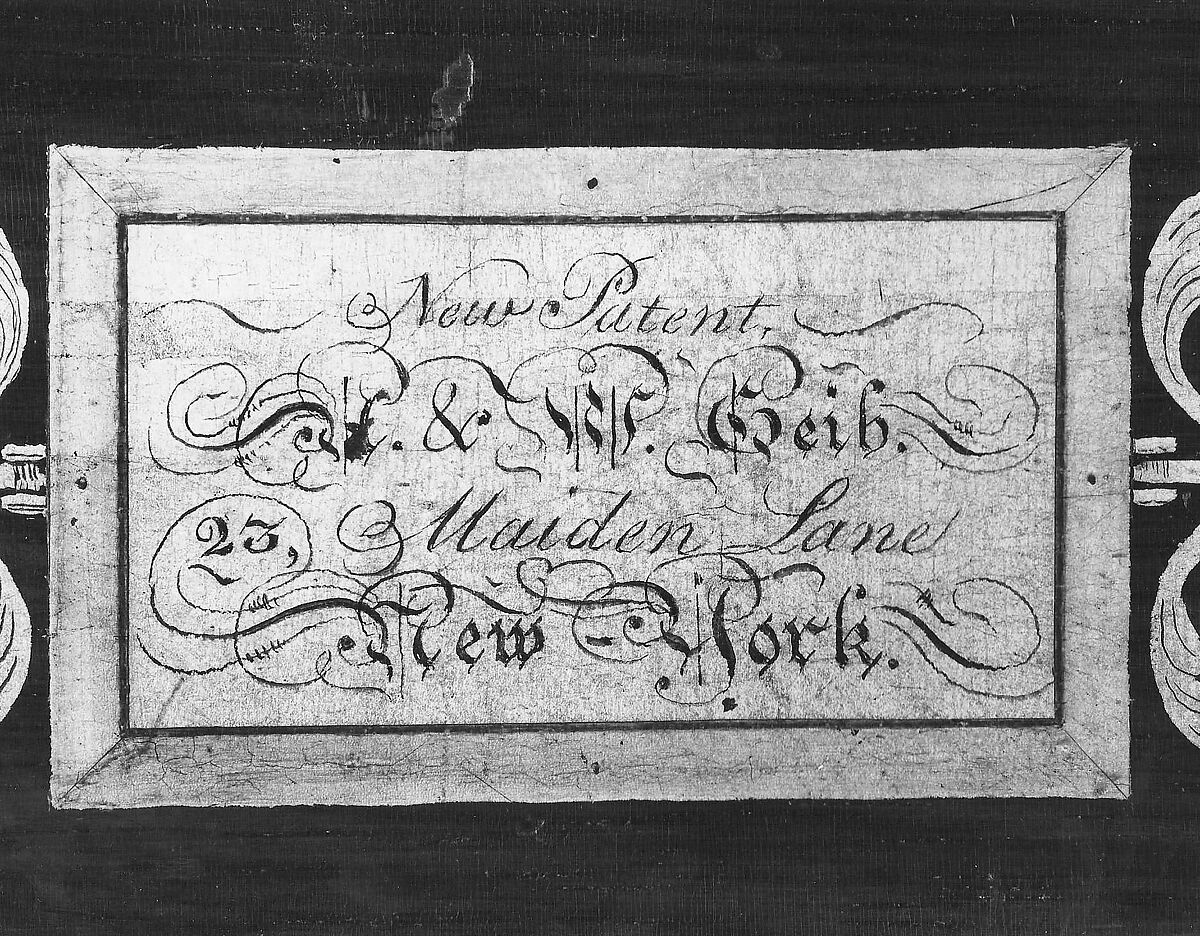 New Patent,
A. & W. Geib.
23, Maiden Lane
New-York.